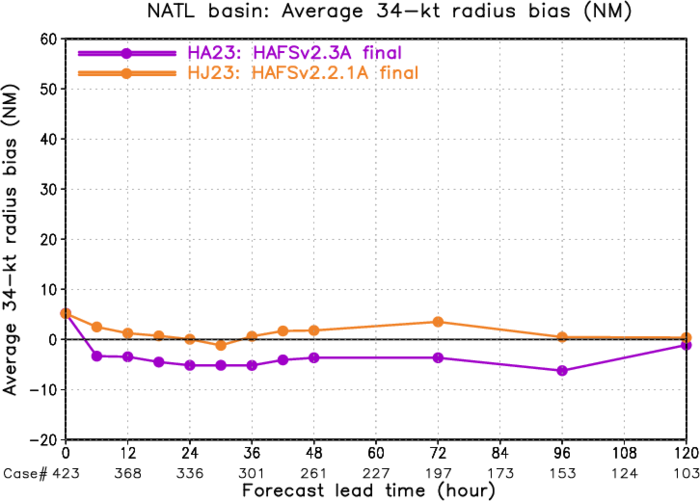 NATL basin: Average 34-kt radius bias (NM)
HA23: HAFSv2.3A final
HJ23: HAFSv2.2.1A final
Average 34-kt radius bias (NM)
60
50
40
30
20
10
0
-10
-20
0 12 24 36 48 60 72 84 96 108 120
Case# 423 368 336 301 261 227 197 173 153 124 103
Forecast lead time (hour)